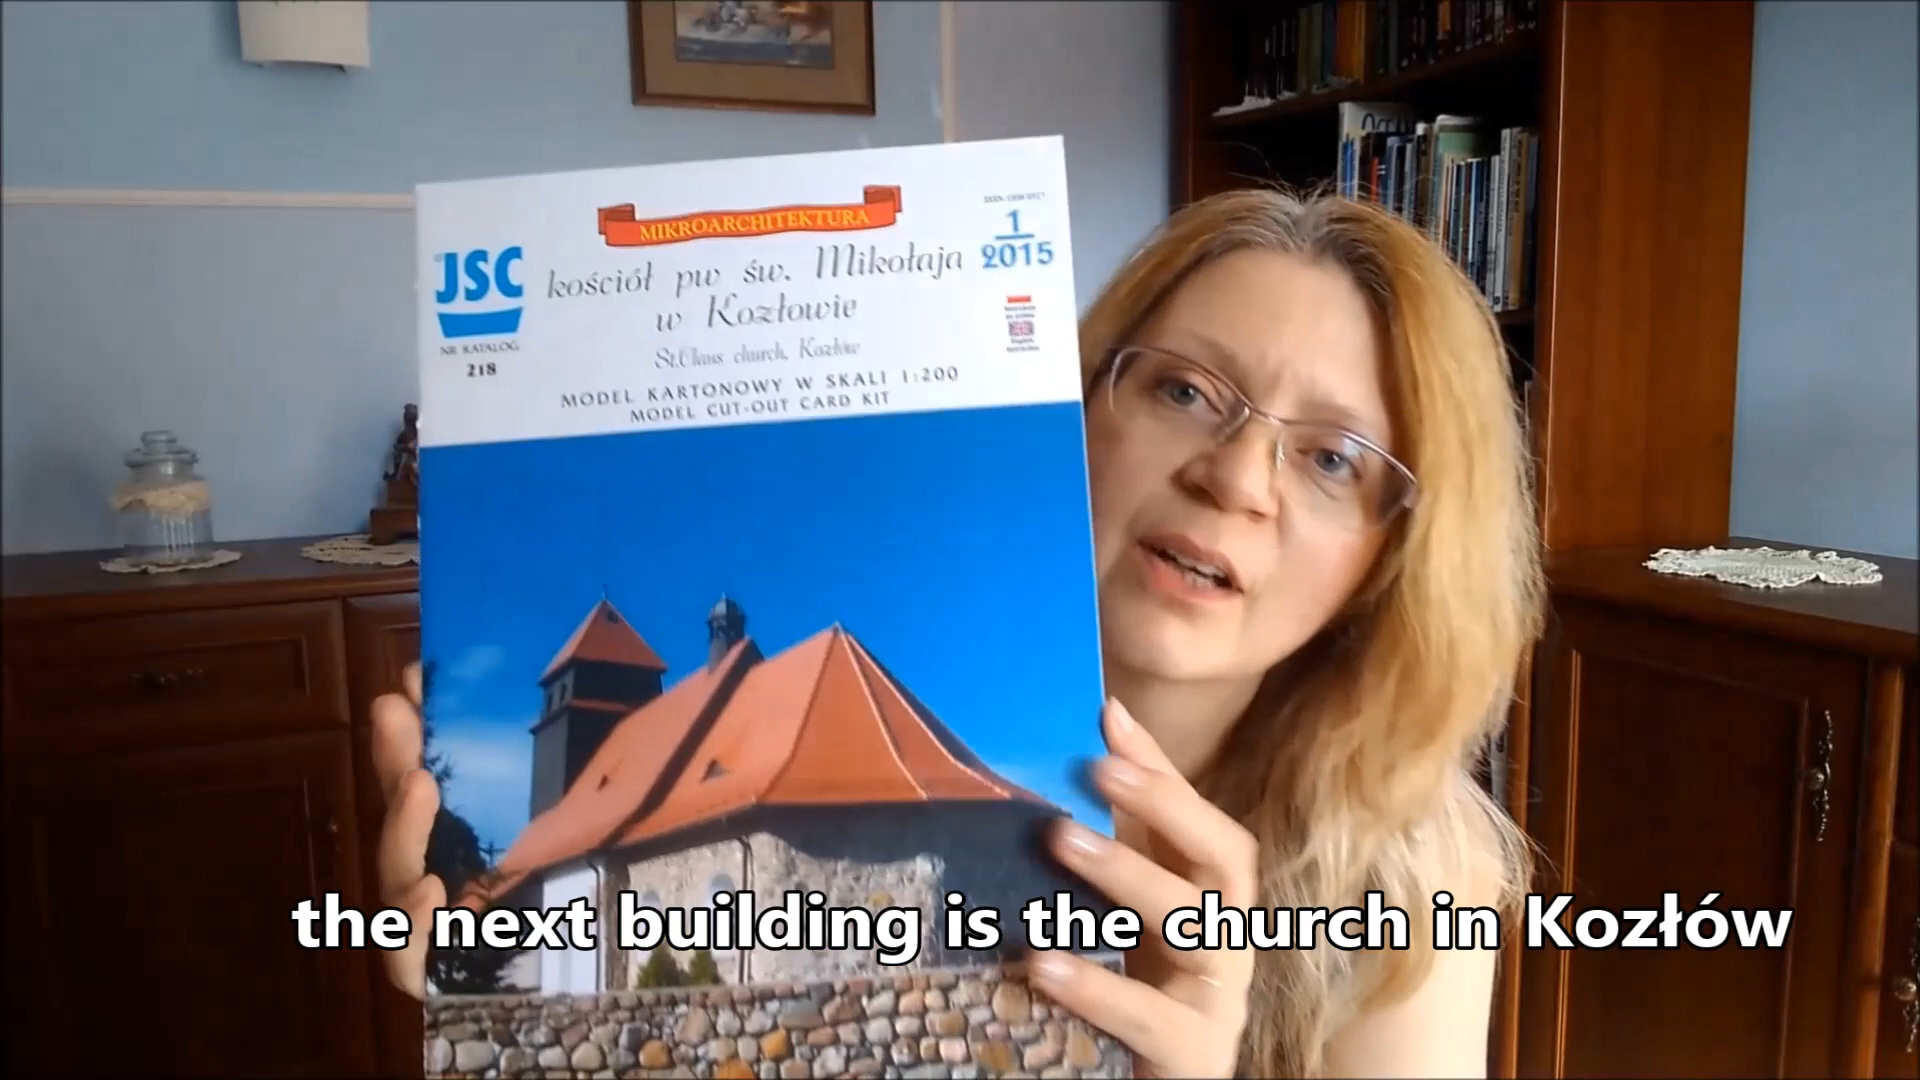 MIKROARCHITEKTURA
1
2015
JSC
kościół pw św. Mikołaja
w Kozłowie
St.Claus church, Kozłów
NR KATALOG.
218
MODEL KARTONOWY W SKALI 1:200
MODEL CUT-OUT CARD KIT
the next building is the church in Kozłów